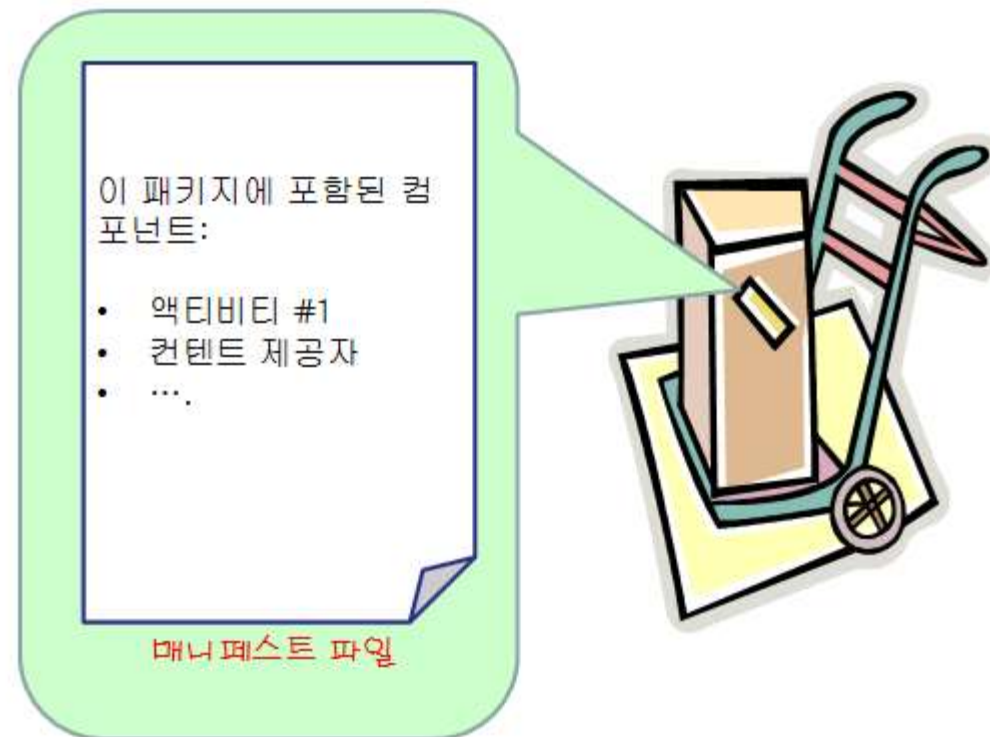 이 패키지에 포함된 컴
포넌트:
• 액티비티 #1
• 컨텐트 제공자
• ….
매니페스트 파일